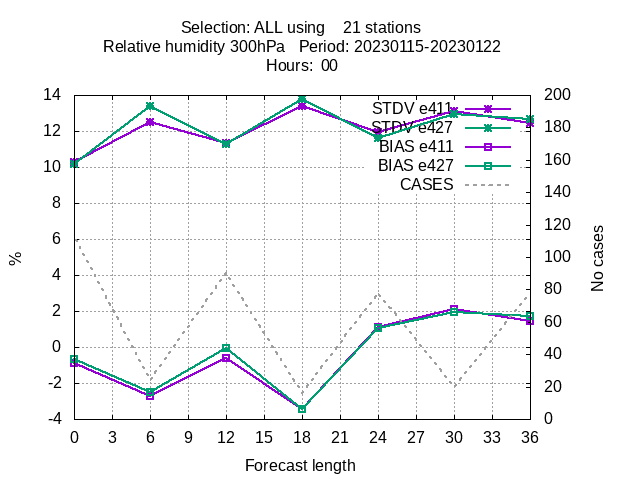 Selection: ALL using    21 stations
Relative humidity 300hPa   Period: 20230115-20230122
Hours:  00
14
12
10
8
6
4
2
0
-2
-4
%
STDV e411
STDV e427
BIAS e411
BIAS e427
CASES
200
180
160
140
120
100
80
60
40
20
0
No cases
0 3 6 9 12 15 18 21 24 27 30 33 36
Forecast length